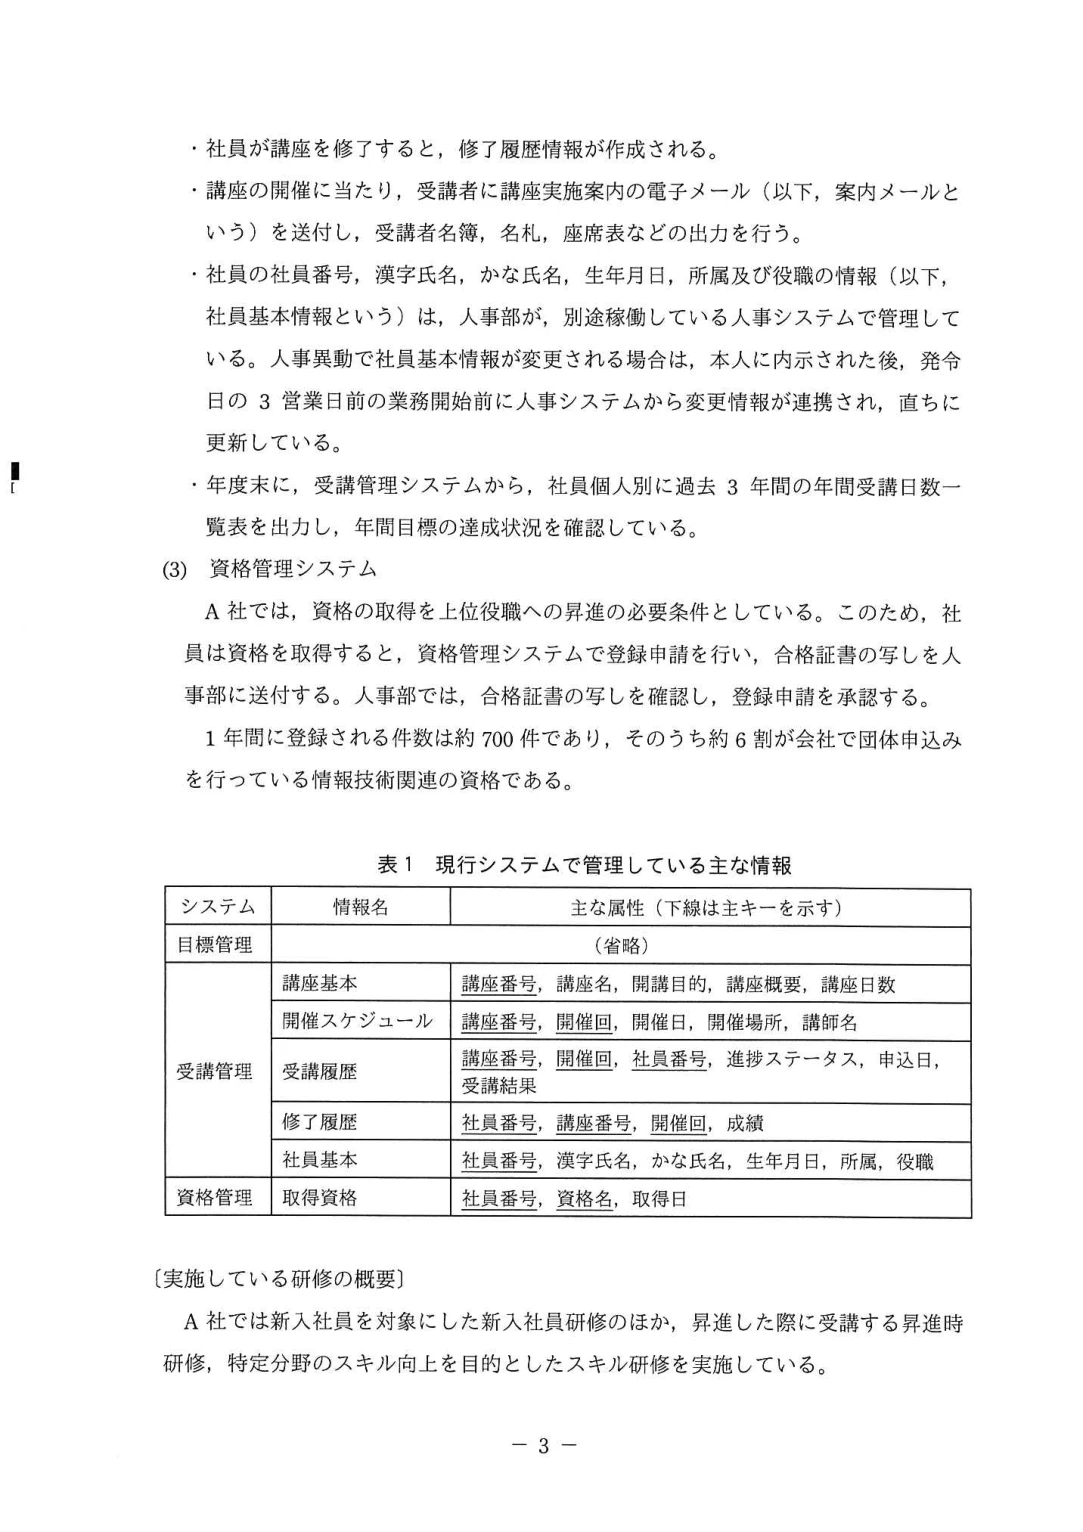 ・社員が講座を修了すると，修了履歴情報が作成される。
・講座の開催に当たり，受講者に講座実施案内の電子メール（以下，案内メールと
いう）を送付し，受講者名簿，名札，座席表などの出力を行う。
・社員の社員番号，漢字氏名，かな氏名，生年月日，所属及び役職の情報（以下，
社員基本情報という）は，人事部が，別途稼働している人事システムで管理して
いる。人事異動で社員基本情報が変更される場合は，本人に内示された後，発令
日の 3 営業日前の業務開始前に人事システムから変更情報が連携され，直ちに
更新している。
・年度末に，受講管理システムから，社員個人別に過去 3 年間の年間受講日数一
覧表を出力し，年間目標の達成状況を確認している。
(3) 資格管理システム
A 社では，資格の取得を上位役職への昇進の必要条件としている。このため，社
員は資格を取得すると，資格管理システムで登録申請を行い，合格証書の写しを人
事部に送付する。人事部では，合格証書の写しを確認し，登録申請を承認する。
1 年間に登録される件数は約 700 件であり，そのうち約 6 割が会社で団体申込み
を行っている情報技術関連の資格である。
表 1 現行システムで管理している主な情報
システム 情報名 主な属性（下線は主キーを示す）
目標管理 （省略）
受講管理
講座基本 講座番号，講座名，開講目的，講座概要，講座日数
開催スケジュール 講座番号，開催回，開催日，開催場所，講師名
受講履歴 講座番号，開催回，社員番号，進捗ステータス，申込日，
受講結果
修了履歴 社員番号，講座番号，開催回，成績
社員基本 社員番号，漢字氏名，かな氏名，生年月日，所属，役職
資格管理 取得資格 社員番号，資格名，取得日
〔実施している研修の概要〕
A 社では新入社員を対象にした新入社員研修のほか，昇進した際に受講する昇進時
研修，特定分野のスキル向上を目的としたスキル研修を実施している。
－ 3 －